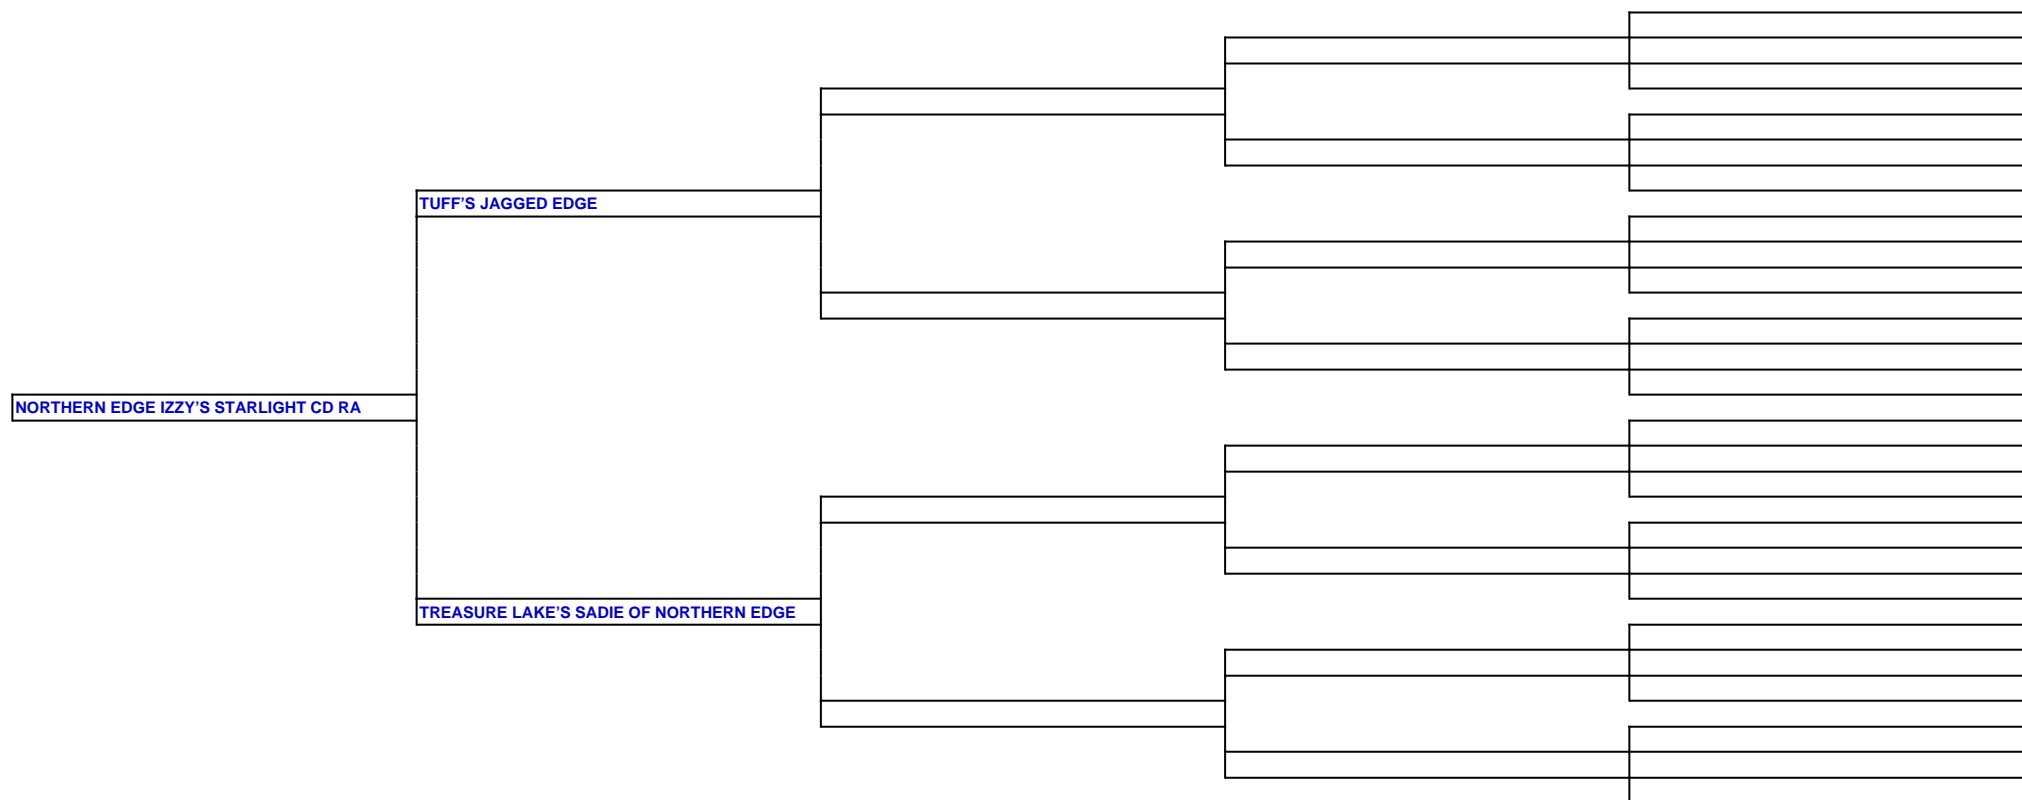 TUFF’S JAGGED EDGE
NORTHERN EDGE IZZY’S STARLIGHT CD RA
TREASURE LAKE’S SADIE OF NORTHERN EDGE